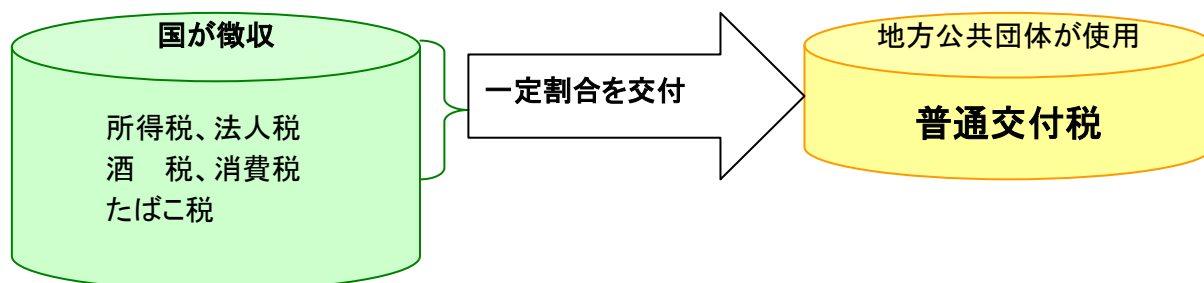 国が徴収
所得税、法人税
酒　税、消費税
たばこ税
一定割合を交付
地方公共団体が使用
普通交付税